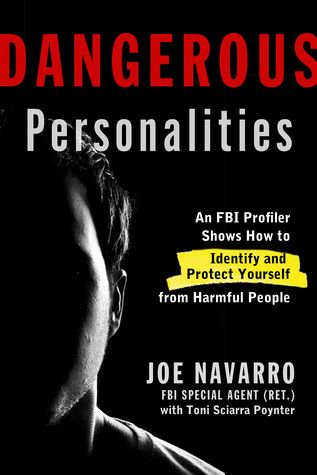 DANGEROUS
Personalities
An FBI Profiler
Shows How to
Identify and
Protect Yourself
from Harmful People
JOE NAVARRO
FBI SPECIAL AGENT (RET.)
with Toni Sciarra Poynter